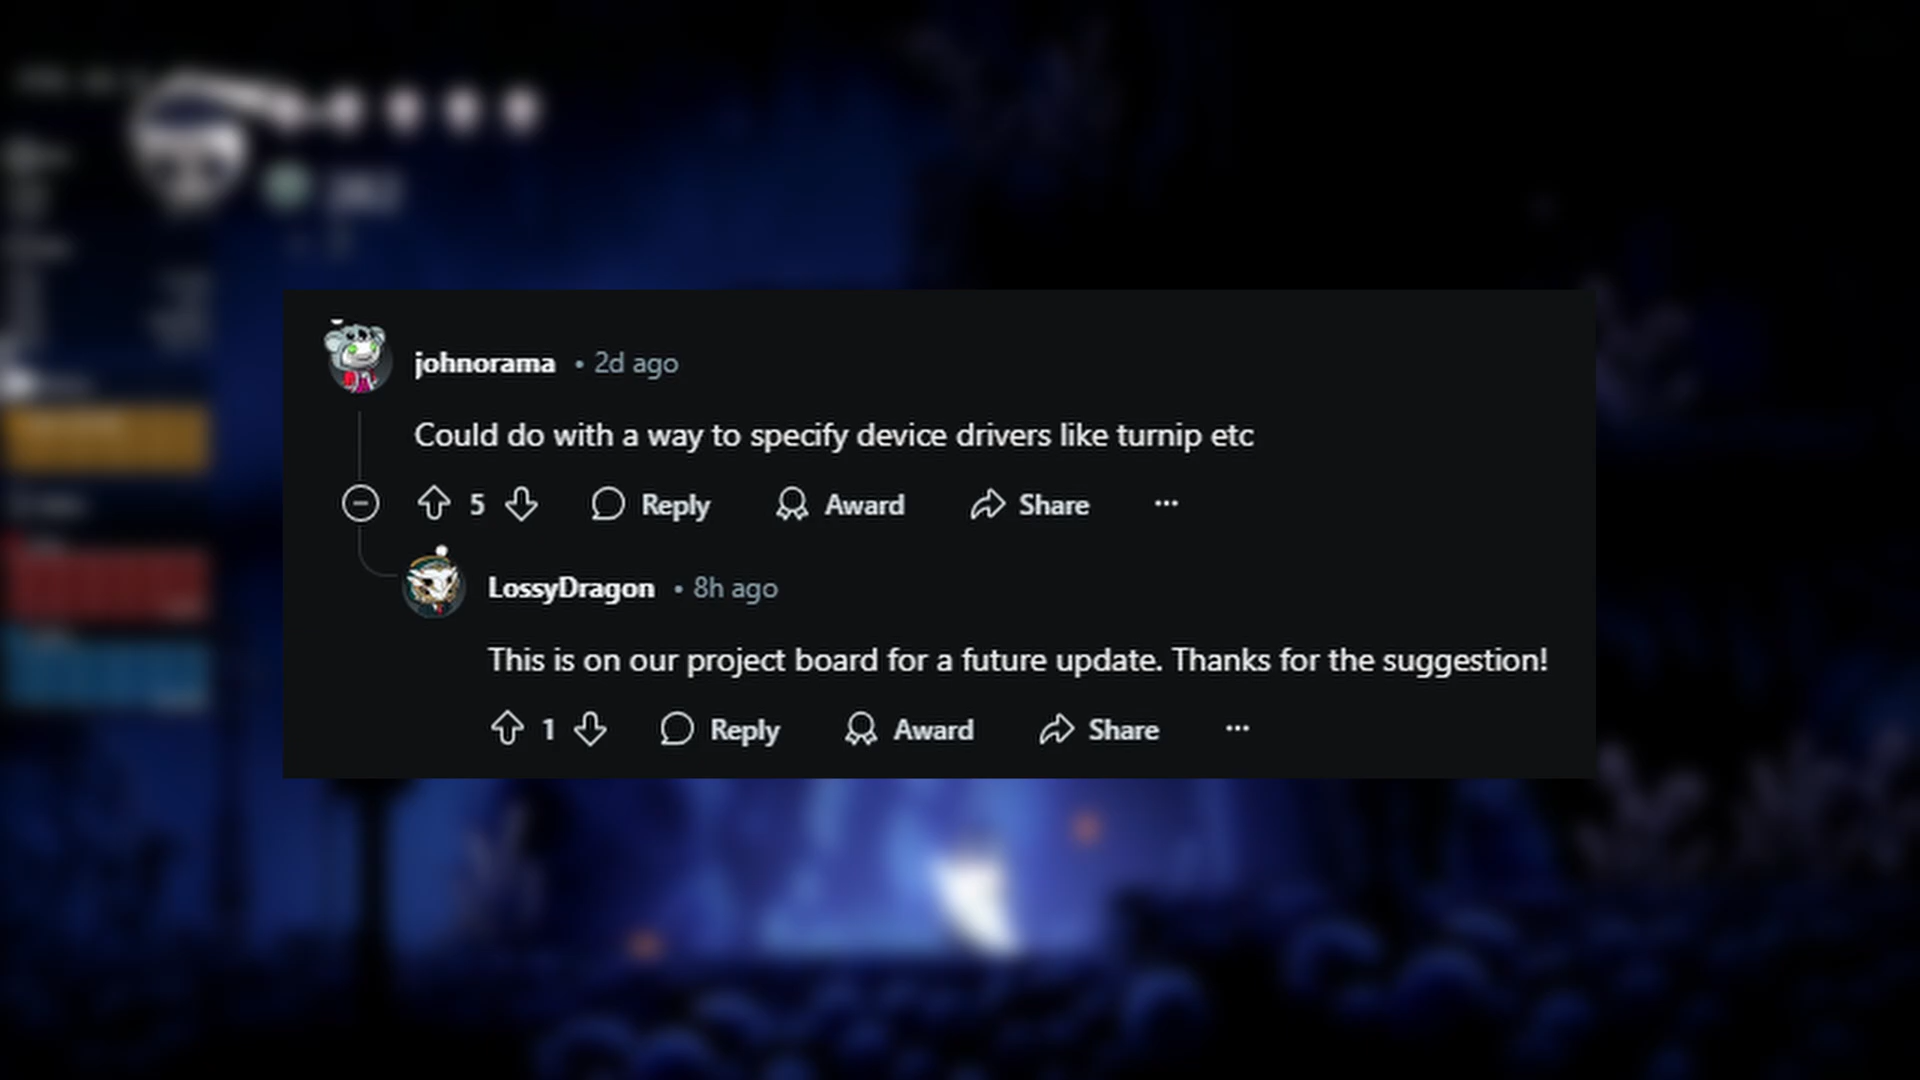 johnorama • 2d ago
Could do with a way to specify device drivers like turnip etc
5 Reply Award Share ...
LossyDragon • 8h ago
This is on our project board for a future update. Thanks for the suggestion!
1 Reply Award Share ...